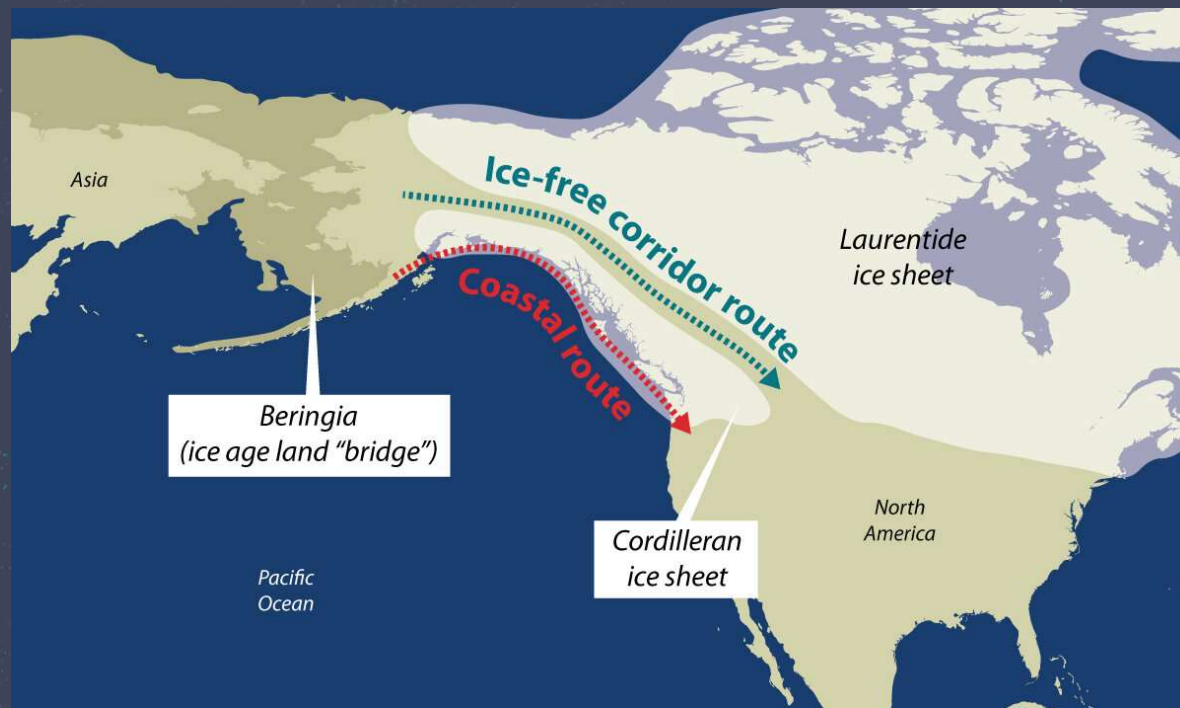 Asia
Ice-free corridor route
Laurentide
ice sheet
Coastal route
Beringia
(ice age land “bridge”)
North
America
Cordilleran
ice sheet
Pacific
Ocean